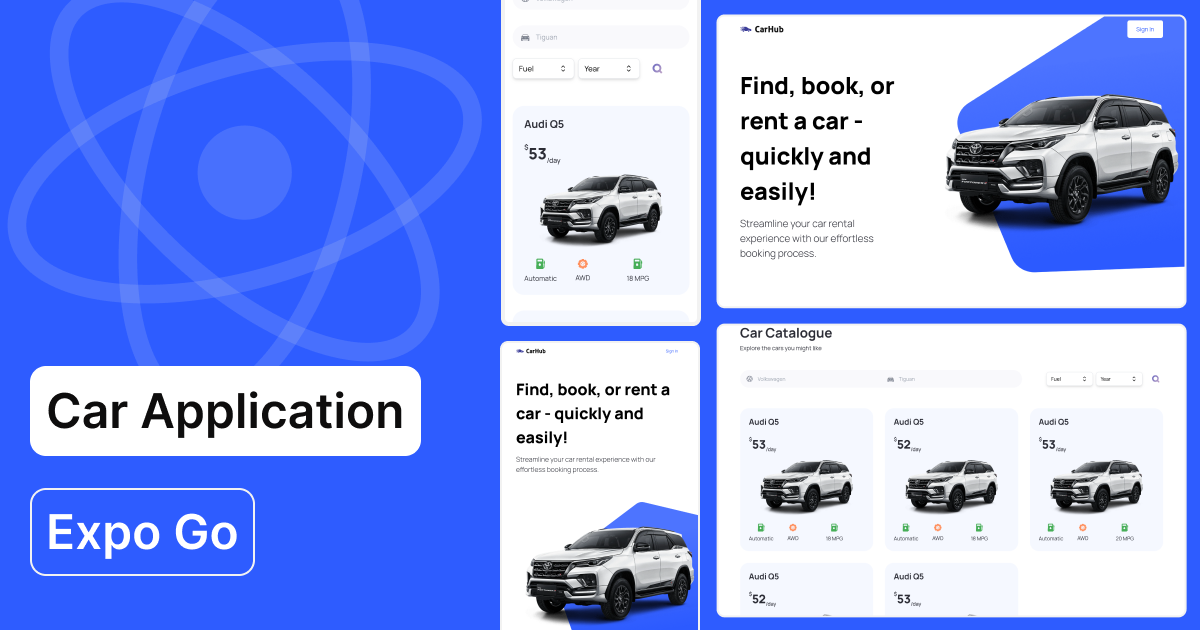 Car Application
Expo Go
Tiguan
Fuel
Year
Audi Q5
$53/day
Automatic
AWD
18 MPG
CarHub
Sign in
Find, book, or rent a
car - quickly and
easily!
Streamline your car rental experience with our
effortless booking process.
CarHub
Sign in
Find, book, or
rent a car -
quickly and
easily!
Streamline your car rental
experience with our effortless
booking process.
Car Catalogue
Explore the cars you might like
Volkswagen
Tiguan
Fuel
Year
Audi Q5
$53/day
Automatic
AWD
18 MPG
Audi Q5
$52/day
Automatic
AWD
18 MPG
Audi Q5
$53/day
Automatic
AWD
20 MPG
Audi Q5
$52/day
Audi Q5
$53/day